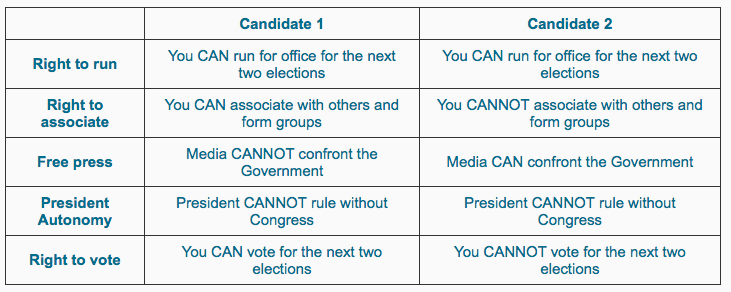 Candidate 1 Candidate 2
Right to run
You CAN run for office for the next
two elections
You CAN run for office for the next two
elections
Right to
associate
You CAN associate with others and
form groups
You CANNOT associate with others and
form groups
Free press
Media CANNOT confront the
Government
Media CAN confront the Government
President
Autonomy
President CANNOT rule without
Congress
President CANNOT rule without
Congress
Right to vote
You CAN vote for the next two
elections
You CANNOT vote for the next two
elections